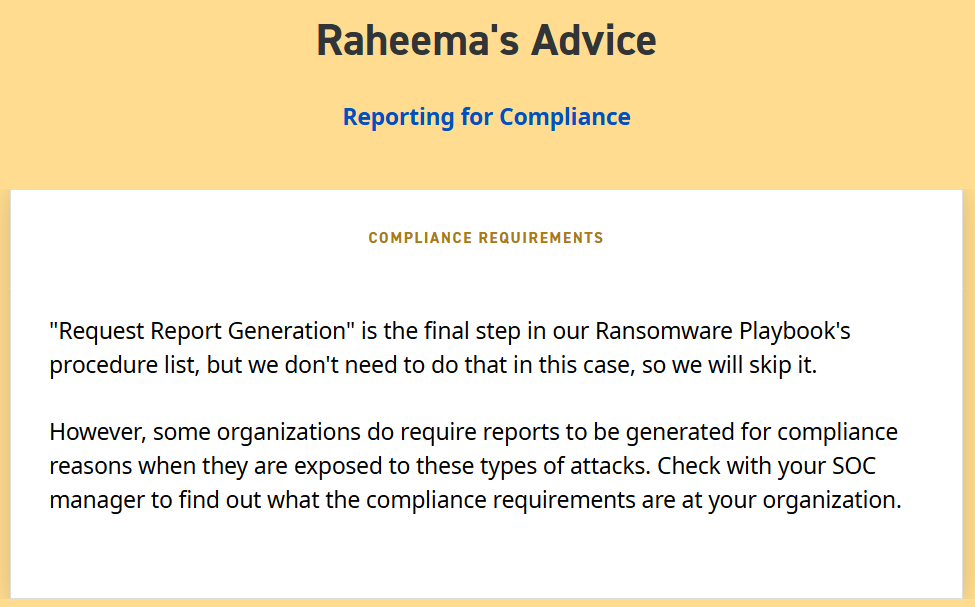 Raheema's Advice
Reporting for Compliance
COMPLIANCE REQUIREMENTS
"Request Report Generation" is the final step in our Ransomware Playbook's
procedure list, but we don't need to do that in this case, so we will skip it.
However, some organizations do require reports to be generated for compliance
reasons when they are exposed to these types of attacks. Check with your SOC
manager to find out what the compliance requirements are at your organization.